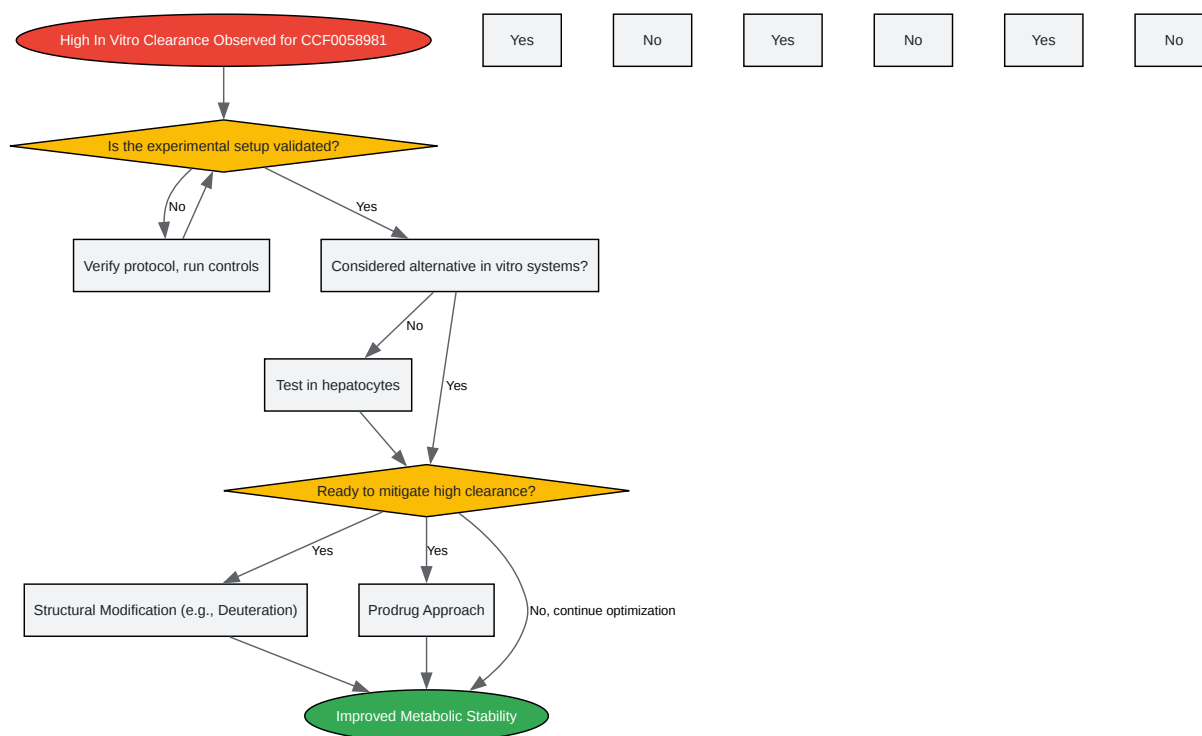 High In Vitro Clearance Observed for CCF0058981
Yes
No
Yes
No
Yes
No
Is the experimental setup validated?
No
Yes
Verify protocol, run controls
Considered alternative in vitro systems?
No
Test in hepatocytes
Yes
Ready to mitigate high clearance?
Yes
Yes
Structural Modification (e.g., Deuteration)
Prodrug Approach
No, continue optimization
Improved Metabolic Stability